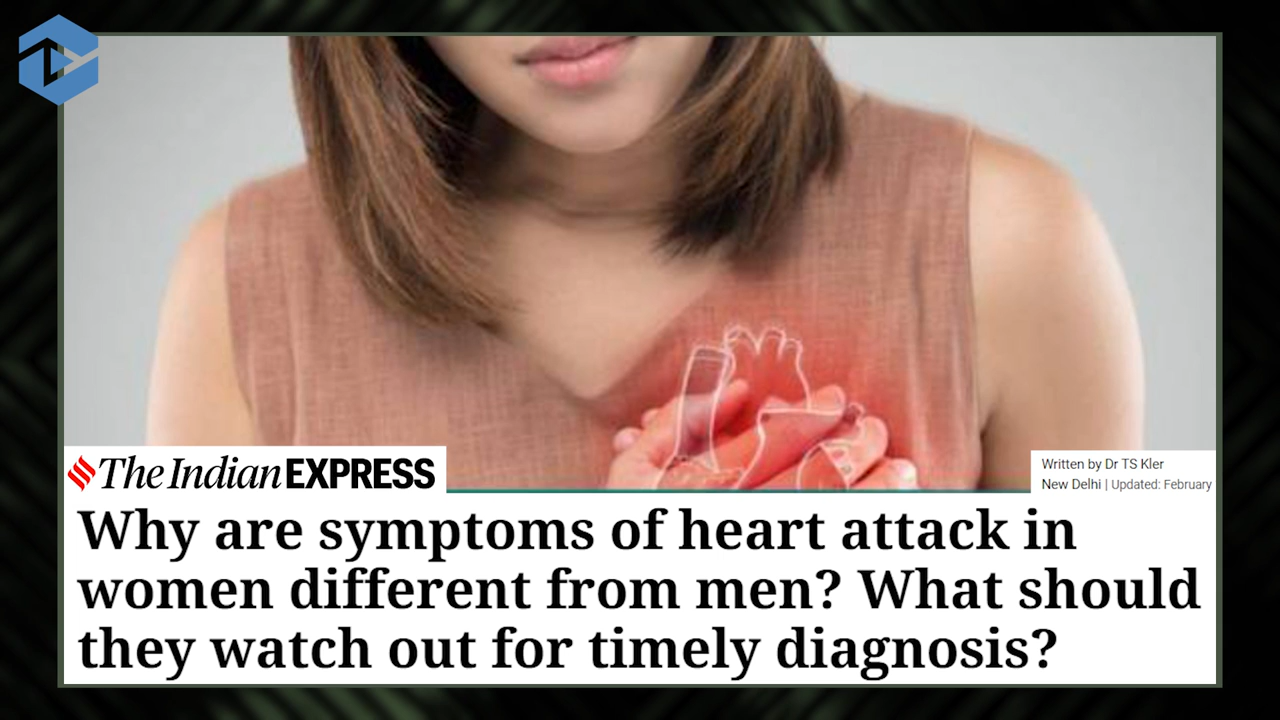 The Indian EXPRESS
Written by Dr TS Kler
New Delhi | Updated: February
Why are symptoms of heart attack in
women different from men? What should
they watch out for timely diagnosis?